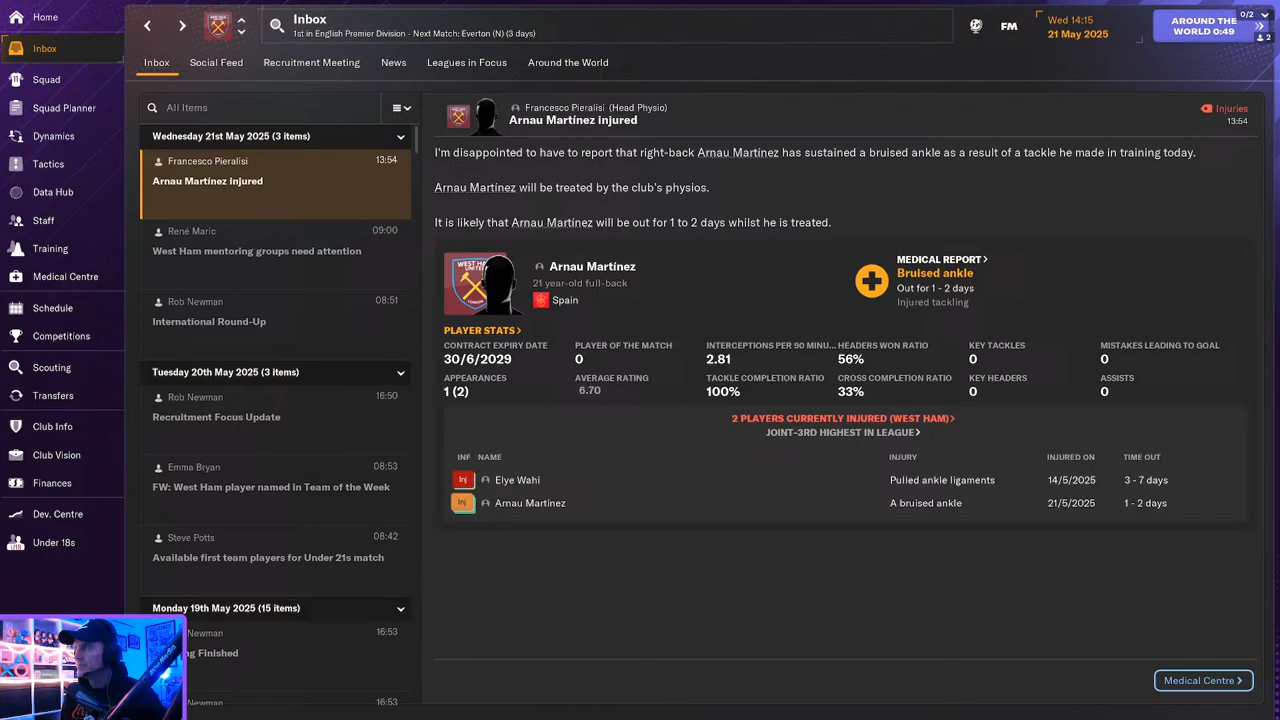 Home
Inbox
Squad
Squad Planner
Dynamics
Tactics
Data Hub
Staff
Training
Medical Centre
Schedule
Competitions
Scouting
Transfers
Club Info
Club Vision
Finances
Dev. Centre
Under 18s
Inbox
1st in English Premier Division - Next Match: Everton (N) (3 days)
FM
Wed 14:15
21 May 2025
AROUND THE
WORLD 0:49
0/2
2
Inbox
Social Feed
Recruitment Meeting
News
Leagues in Focus
Around the World
All Items
Wednesday 21st May 2025 (3 items)
Francesco Pieralisi 13:54
Arnau Martínez injured
René Maric 09:00
West Ham mentoring groups need attention
Rob Newman 08:51
International Round-Up
Tuesday 20th May 2025 (3 items)
Rob Newman 16:50
Recruitment Focus Update
Emma Bryan 08:53
FW: West Ham player named in Team of the Week
Steve Potts 08:42
Available first team players for Under 21s match
Monday 19th May 2025 (15 items)
Newman 16:53
Finished
Newman 16:53
Francesco Pieralisi (Head Physio)
Arnau Martínez injured
Injuries
13:54
I'm disappointed to have to report that right-back Arnau Martínez has sustained a bruised ankle as a result of a tackle he made in training today.
Arnau Martínez will be treated by the club's physios.
It is likely that Arnau Martínez will be out for 1 to 2 days whilst he is treated.
Arnau Martínez
21 year-old full-back
Spain
MEDICAL REPORT
Bruised ankle
Out for 1 - 2 days
Injured tackling
PLAYER STATS
CONTRACT EXPIRY DATE PLAYER OF THE MATCH INTERCEPTIONS PER 90 MINU... HEADERS WON RATIO KEY TACKLES MISTAKES LEADING TO GOAL
30/6/2029 0 2.81 56% 0 0
APPEARANCES AVERAGE RATING TACKLE COMPLETION RATIO CROSS COMPLETION RATIO KEY HEADERS ASSISTS
1 (2) 6.70 100% 33% 0 0
2 PLAYERS CURRENTLY INJURED (WEST HAM)
JOINT-3RD HIGHEST IN LEAGUE
INF NAME INJURY INJURED ON TIME OUT
Inj Elye Wahi Pulled ankle ligaments 14/5/2025 3 - 7 days
Inj Arnau Martínez A bruised ankle 21/5/2025 1 - 2 days
Medical Centre